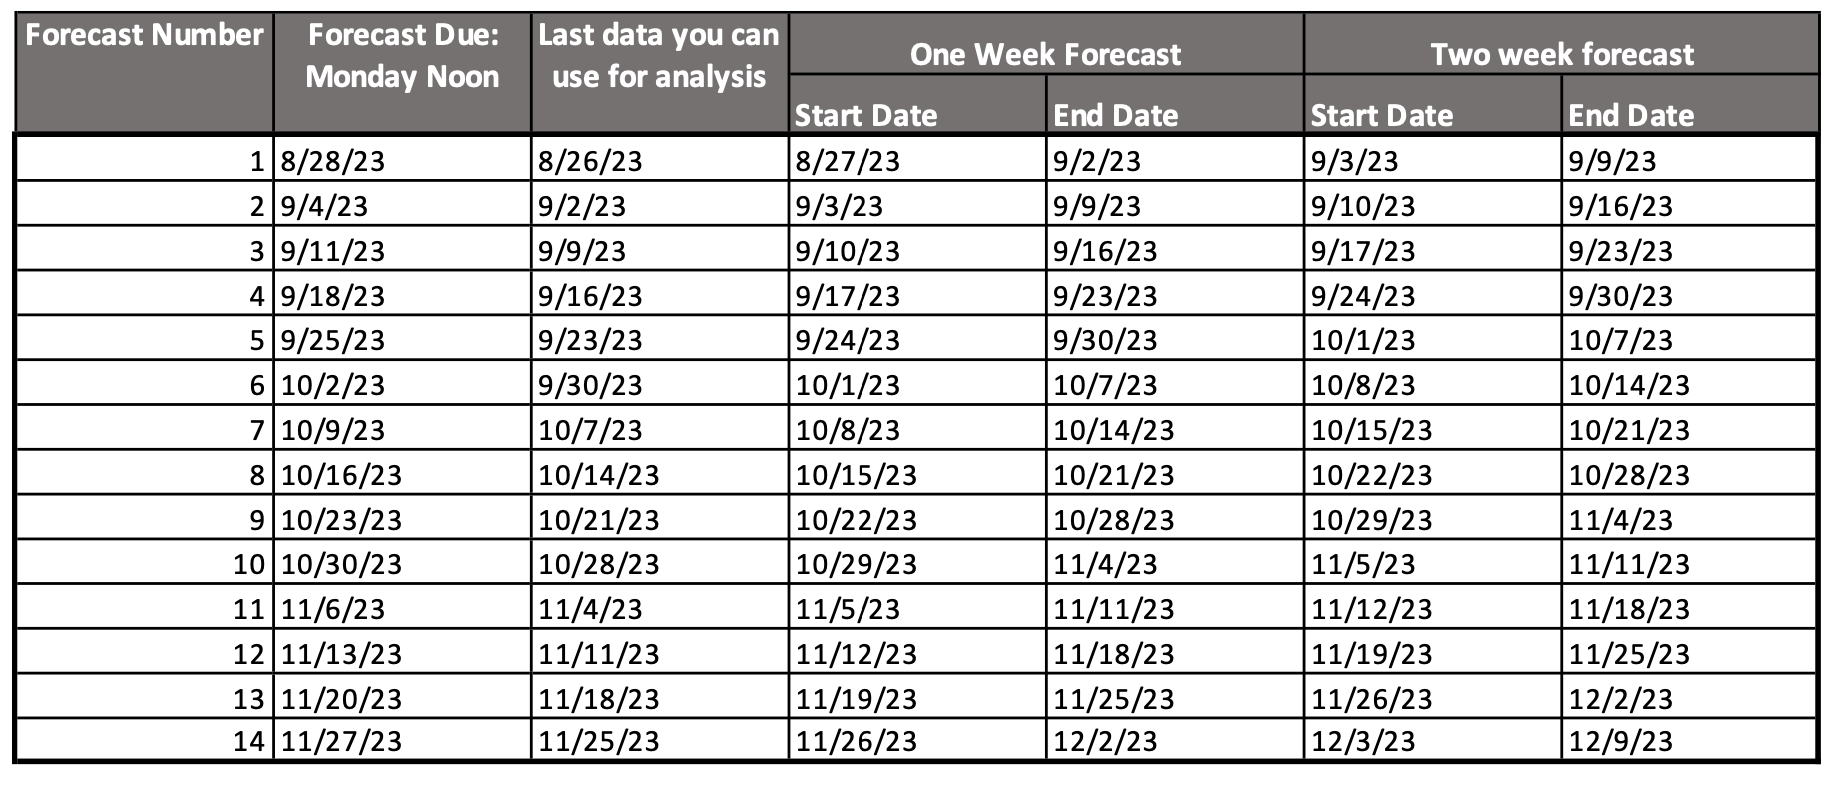 Forecast Number Forecast Due: Last data you can One Week Forecast Two week forecast
Monday Noon use for analysis
Start Date End Date Start Date End Date
1 8/28/23 8/26/23 8/27/23 9/2/23 9/3/23 9/9/23
2 9/4/23 9/2/23 9/3/23 9/9/23 9/10/23 9/16/23
3 9/11/23 9/9/23 9/10/23 9/16/23 9/17/23 9/23/23
4 9/18/23 9/16/23 9/17/23 9/23/23 9/24/23 9/30/23
5 9/25/23 9/23/23 9/24/23 9/30/23 10/1/23 10/7/23
6 10/2/23 9/30/23 10/1/23 10/7/23 10/8/23 10/14/23
7 10/9/23 10/7/23 10/8/23 10/14/23 10/15/23 10/21/23
8 10/16/23 10/14/23 10/15/23 10/21/23 10/22/23 10/28/23
9 10/23/23 10/21/23 10/22/23 10/28/23 10/29/23 11/4/23
10 10/30/23 10/28/23 10/29/23 11/4/23 11/5/23 11/11/23
11 11/6/23 11/4/23 11/5/23 11/11/23 11/12/23 11/18/23
12 11/13/23 11/11/23 11/12/23 11/18/23 11/19/23 11/25/23
13 11/20/23 11/18/23 11/19/23 11/25/23 11/26/23 12/2/23
14 11/27/23 11/25/23 11/26/23 12/2/23 12/3/23 12/9/23